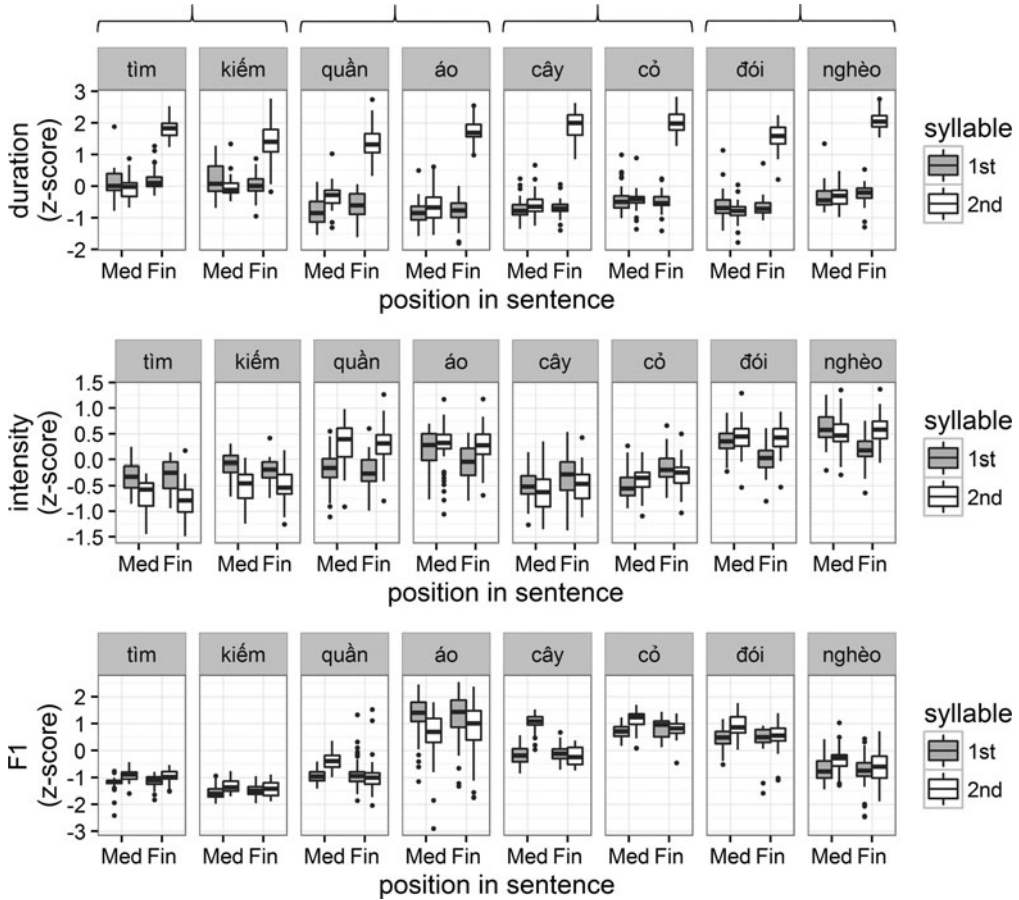 tìm kiếm quần áo cây cỏ đói nghèo
3
2
1
0
-1
-2
duration
(z-score)
Med Fin Med Fin Med Fin Med Fin Med Fin Med Fin Med Fin Med Fin
position in sentence
syllable
1st
2nd
tìm kiếm quần áo cây cỏ đói nghèo
1.5
1.0
0.5
0.0
-0.5
-1.0
-1.5
intensity
(z-score)
Med Fin Med Fin Med Fin Med Fin Med Fin Med Fin Med Fin Med Fin
position in sentence
syllable
1st
2nd
tìm kiếm quần áo cây cỏ đói nghèo
2
1
0
-1
-2
-3
F1
(z-score)
Med Fin Med Fin Med Fin Med Fin Med Fin Med Fin Med Fin Med Fin
position in sentence
syllable
1st
2nd